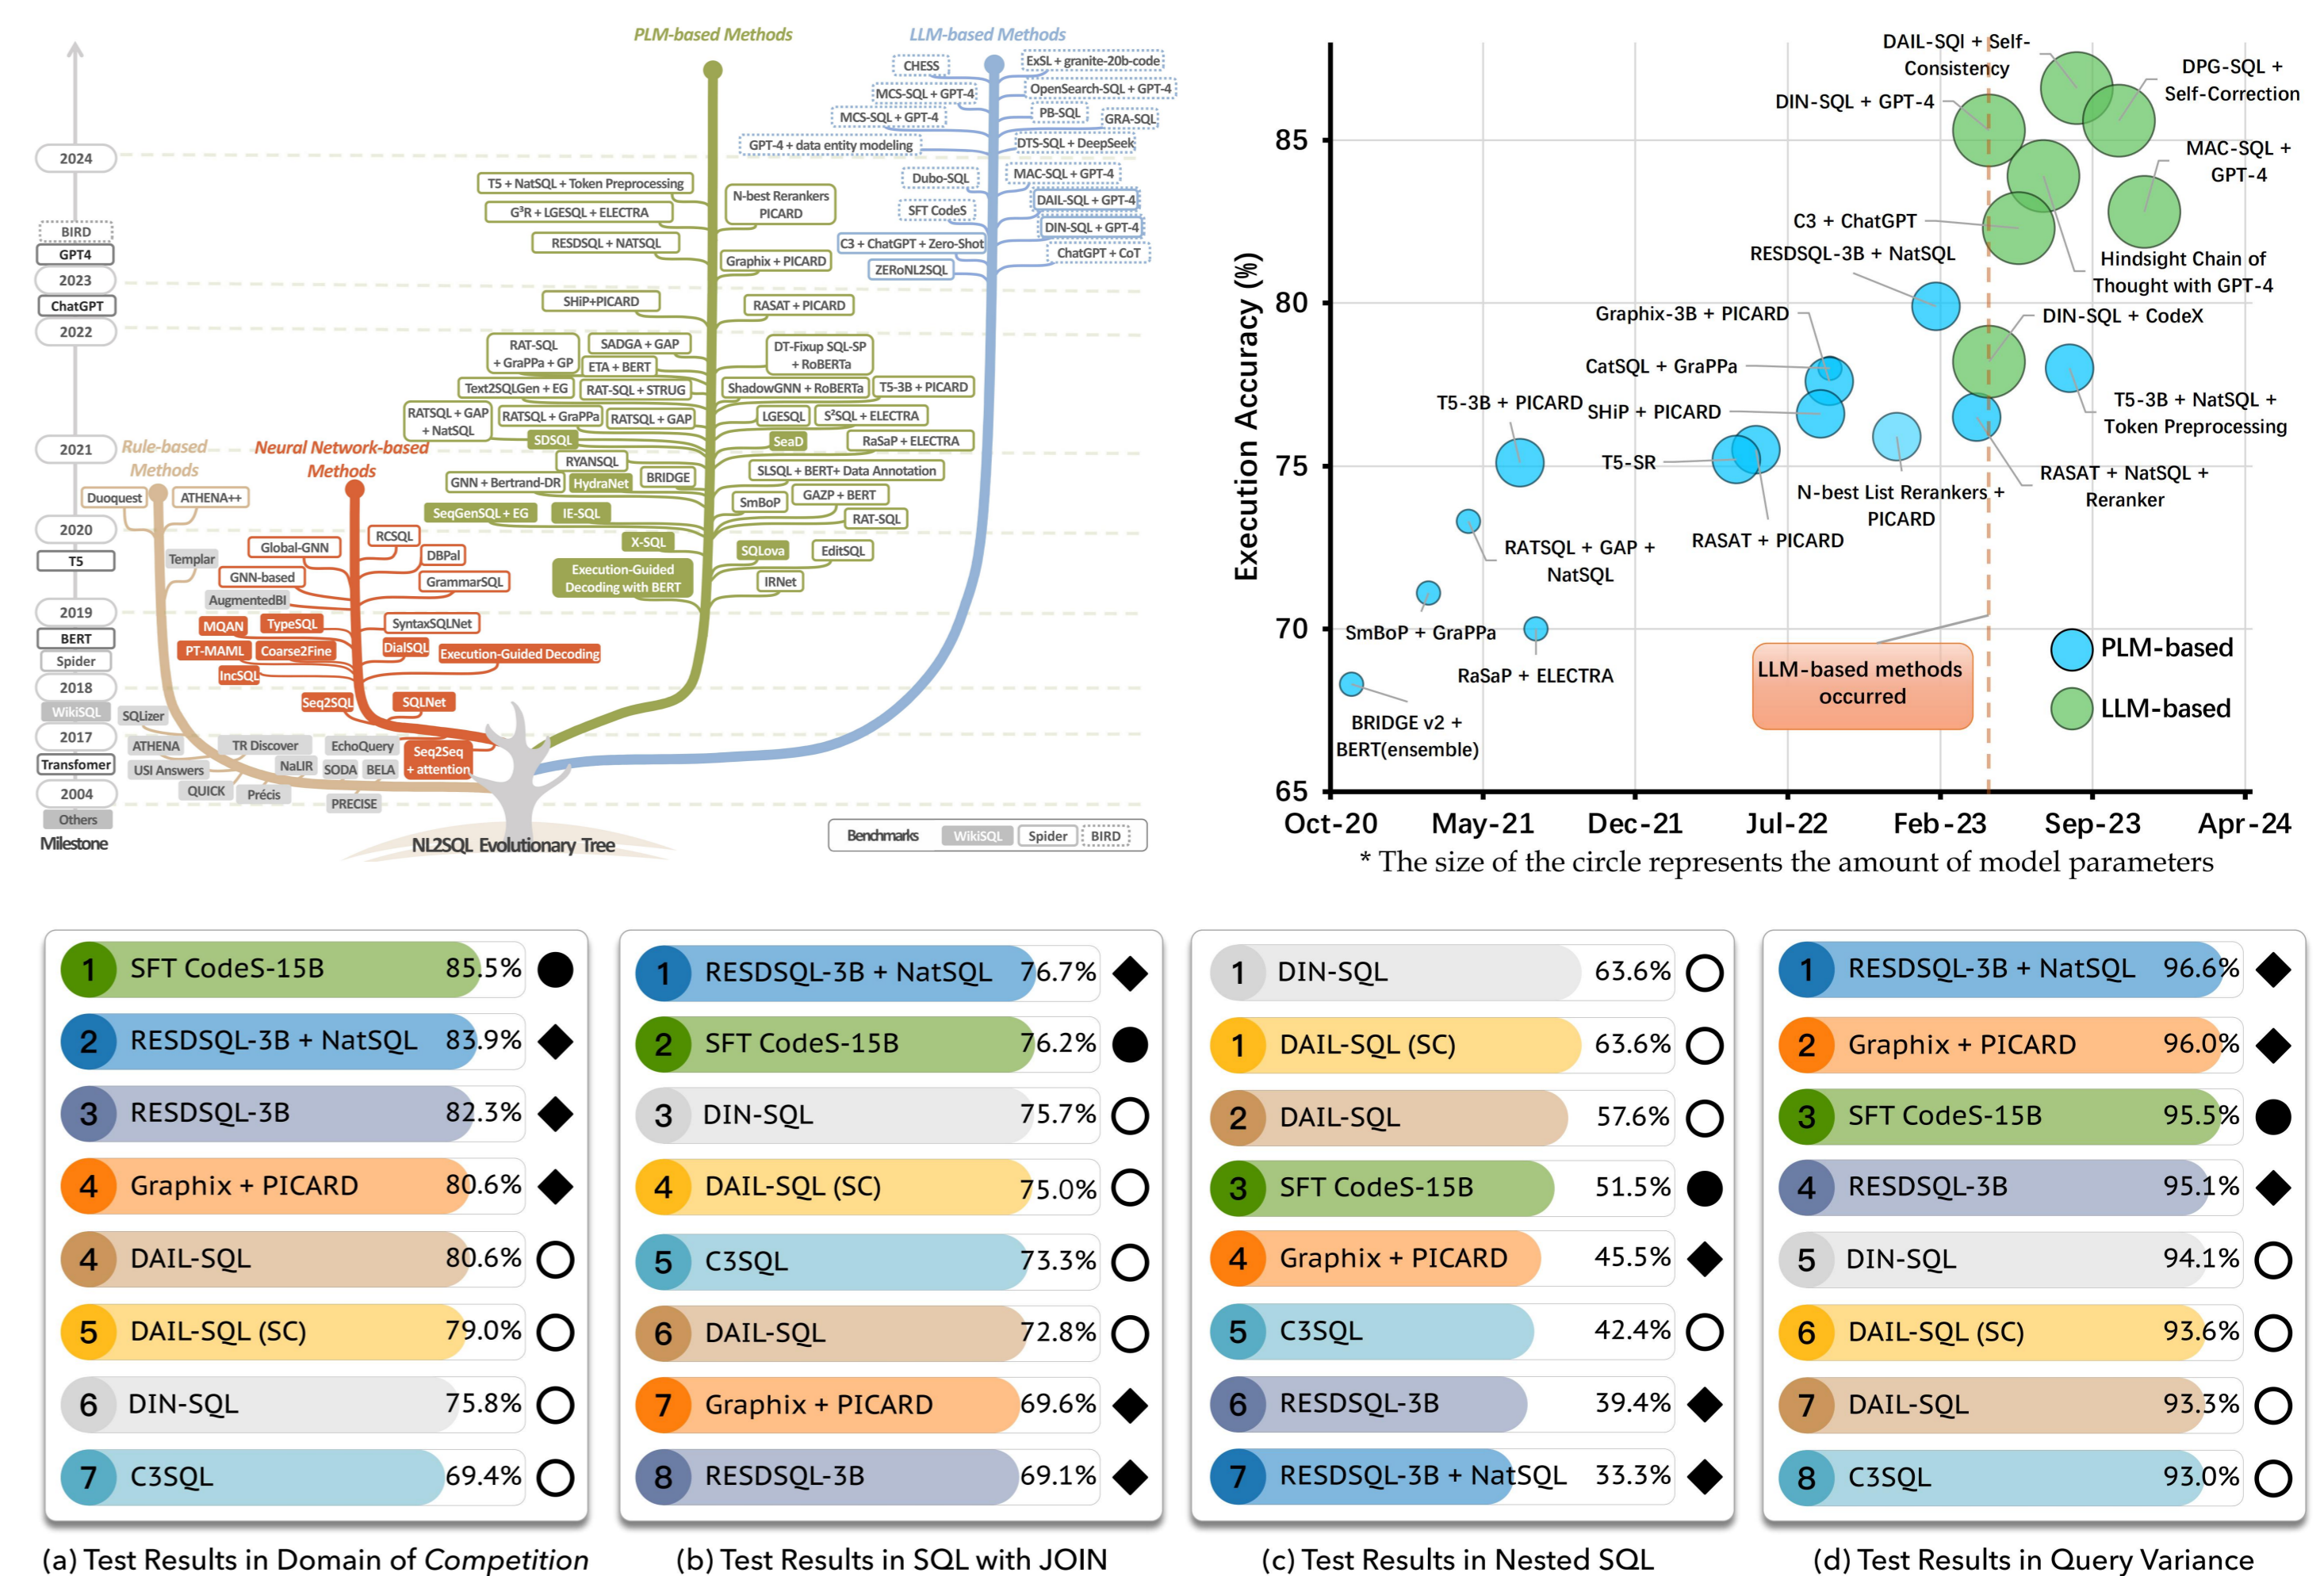 PLM-based Methods
LLM-based Methods
CHESS
ExSL + granite-20b-code
MCS-SQL + GPT-4
OpenSearch-SQL + GPT-4
MCS-SQL + GPT-4
PB-SQL
GRA-SQL
GPT-4 + data entity modeling
DTS-SQL + DeepSeek
2024
Dubo-SQL
MAC-SQL + GPT-4
T5 + NatSQL + Token Preprocessing
N-best Rerankers
PICARD
DAIL-SQL + GPT-4
G³R + LGESQL + ELECTRA
SFT CodeS
DIN-SQL + GPT-4
BIRD
RESDSQL + NATSQL
C3 + ChatGPT + Zero-Shot
GPT4
Graphix + PICARD
ChatGPT + CoT
ZERoNL2SQL
2023
ChatGPT
SHiP+PICARD
RASAT + PICARD
2022
RAT-SQL
+ GraPPa + GP
SADGA + GAP
DT-Fixup SQL-SP
+ RoBERTa
ETA + BERT
Text2SQLGen + EG
RAT-SQL + STRUG
ShadowGNN + RoBERTa
T5-3B + PICARD
RATSQL + GAP
+ NatSQL
RATSQL + GraPPa
RATSQL + GAP
LGESQL
S²SQL + ELECTRA
2021
Rule-based
Methods
Neural Network-based
Methods
SDSQL
SeaD
RaSaP + ELECTRA
RYANSQL
GNN + Bertrand-DR
HydraNet
BRIDGE
SLSQL + BERT+ Data Annotation
Duoquest
ATHENA++
SmBoP
GAZP + BERT
SeqGenSQL + EG
IE-SQL
RAT-SQL
2020
T5
Templar
Global-GNN
RCSQL
DBPal
X-SQL
SQLova
EditSQL
GNN-based
GrammarSQL
Execution-Guided
Decoding with BERT
IRNet
AugmentedBI
2019
BERT
Spider
MQAN
TypeSQL
SyntaxSQLNet
PT-MAML
Coarse2Fine
DialSQL
Execution-Guided Decoding
IncSQL
2018
WikiSQL
Seq2SQL
SQLNet
SQLizer
2017
Transfomer
ATHENA
TR Discover
EchoQuery
Seq2Seq
+ attention
USI Answers
NaLIR
SODA
BELA
2004
QUICK
Précis
PRECISE
Others
Milestone
NL2SQL Evolutionary Tree
Benchmarks
WikiSQL
Spider
BIRD
Execution Accuracy (%)
85
80
75
70
65
Oct-20
May-21
Dec-21
Jul-22
Feb-23
Sep-23
Apr-24
DAIL-SQl + Self-
Consistency
DPG-SQL +
Self-Correction
DIN-SQL + GPT-4
MAC-SQL +
GPT-4
C3 + ChatGPT
RESDSQL-3B + NatSQL
Hindsight Chain of
Thought with GPT-4
Graphix-3B + PICARD
DIN-SQL + CodeX
CatSQL + GraPPa
T5-3B + PICARD
SHiP + PICARD
T5-3B + NatSQL +
Token Preprocessing
T5-SR
RASAT + NatSQL +
Reranker
N-best List Rerankers +
PICARD
RASAT + PICARD
RATSQL + GAP +
NatSQL
SmBoP + GraPPa
RaSaP + ELECTRA
BRIDGE v2 +
BERT(ensemble)
LLM-based methods
occurred
PLM-based
LLM-based
* The size of the circle represents the amount of model parameters
1 SFT CodeS-15B 85.5%
2 RESDSQL-3B + NatSQL 83.9%
3 RESDSQL-3B 82.3%
4 Graphix + PICARD 80.6%
4 DAIL-SQL 80.6%
5 DAIL-SQL (SC) 79.0%
6 DIN-SQL 75.8%
7 C3SQL 69.4%
(a) Test Results in Domain of Competition
1 RESDSQL-3B + NatSQL 76.7%
2 SFT CodeS-15B 76.2%
3 DIN-SQL 75.7%
4 DAIL-SQL (SC) 75.0%
5 C3SQL 73.3%
6 DAIL-SQL 72.8%
7 Graphix + PICARD 69.6%
8 RESDSQL-3B 69.1%
(b) Test Results in SQL with JOIN
1 DIN-SQL 63.6%
1 DAIL-SQL (SC) 63.6%
2 DAIL-SQL 57.6%
3 SFT CodeS-15B 51.5%
4 Graphix + PICARD 45.5%
5 C3SQL 42.4%
6 RESDSQL-3B 39.4%
7 RESDSQL-3B + NatSQL 33.3%
(c) Test Results in Nested SQL
1 RESDSQL-3B + NatSQL 96.6%
2 Graphix + PICARD 96.0%
3 SFT CodeS-15B 95.5%
4 RESDSQL-3B 95.1%
5 DIN-SQL 94.1%
6 DAIL-SQL (SC) 93.6%
7 DAIL-SQL 93.3%
8 C3SQL 93.0%
(d) Test Results in Query Variance